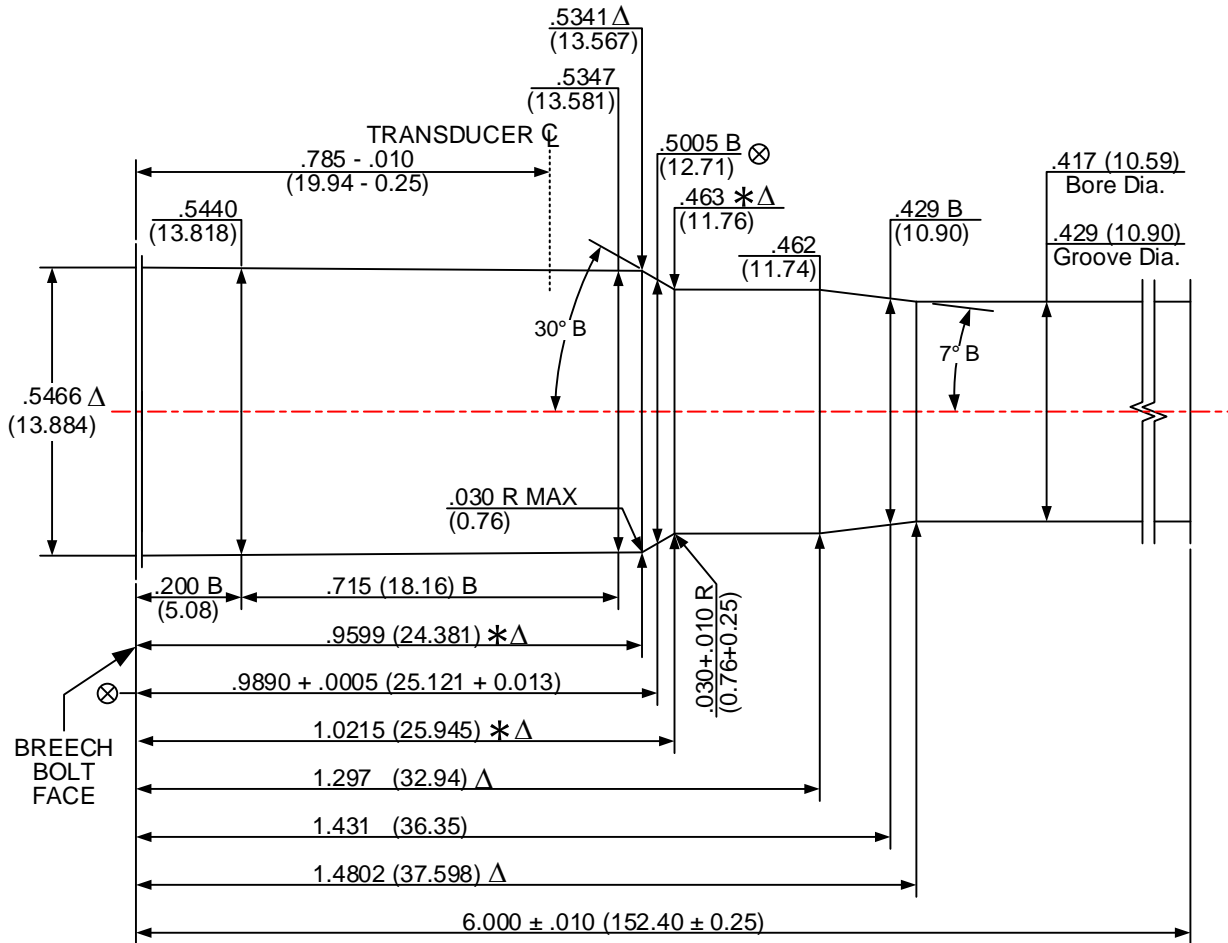 .5341 Δ
(13.567)
.5347
(13.581)
TRANSDUCER ℄
.785 - .010
(19.94 - 0.25)
.5005 B ⊗
(12.71)
.417 (10.59)
Bore Dia.
.463 ✻ Δ
(11.76)
.5440
(13.818)
.429 B
(10.90)
.429 (10.90)
Groove Dia.
.462
(11.74)
30° B
7° B
.5466 Δ
(13.884)
.030 R MAX
(0.76)
.200 B
(5.08)
.715 (18.16) B
.030+.010 R
(0.76+0.25)
.9599 (24.381) ✻ Δ
⊗
.9890 + .0005 (25.121 + 0.013)
1.0215 (25.945) ✻ Δ
BREECH
BOLT
FACE
1.297 (32.94) Δ
1.431 (36.35)
1.4802 (37.598) Δ
6.000 ± .010 (152.40 ± 0.25)